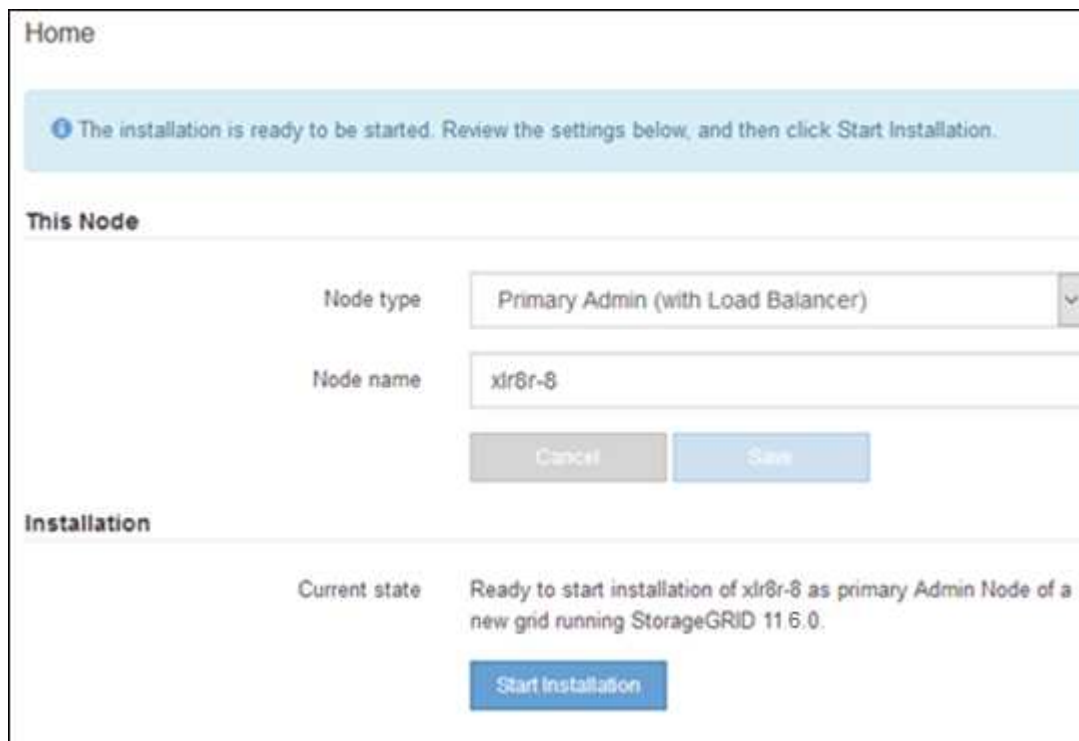 Home
The installation is ready to be started. Review the settings below, and then click Start Installation.
This Node
Node type Primary Admin (with Load Balancer)
Node name xlr8r-8
Cancel Save
Installation
Current state Ready to start installation of xlr8r-8 as primary Admin Node of a
new grid running StorageGRID 11.6.0.
Start Installation